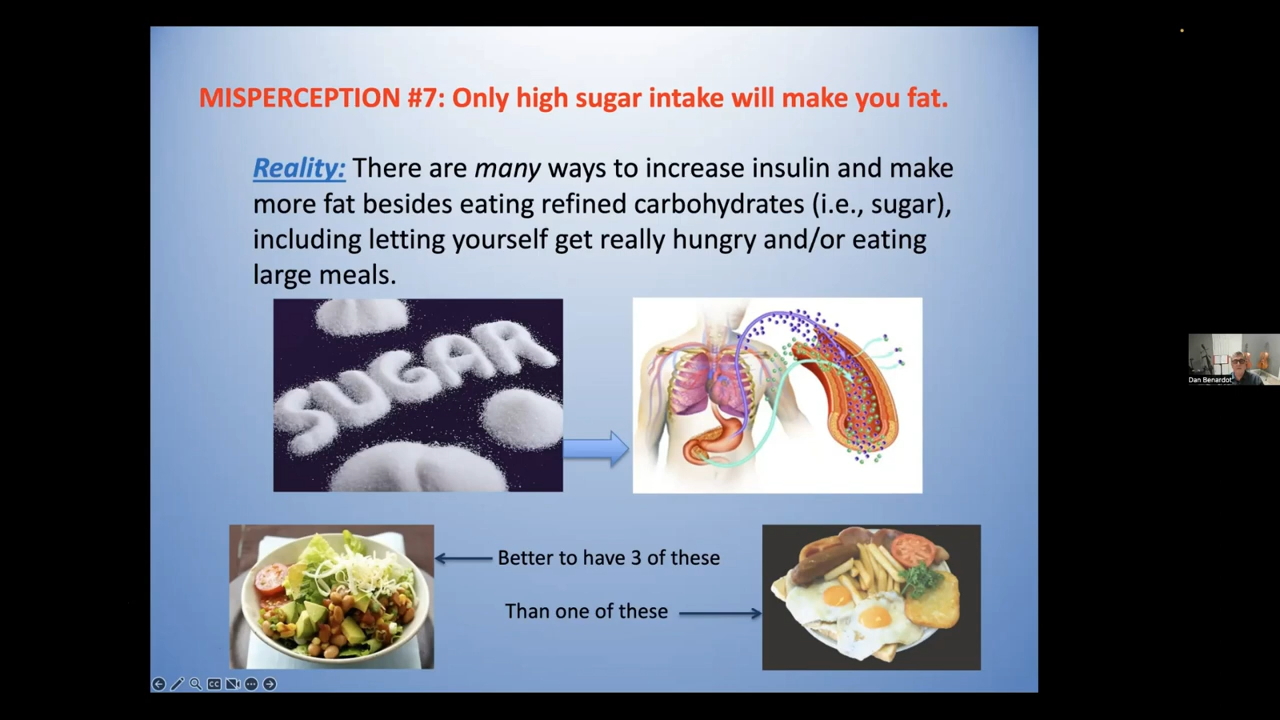 MISPERCEPTION #7: Only high sugar intake will make you fat.
Reality: There are many ways to increase insulin and make
more fat besides eating refined carbohydrates (i.e., sugar),
including letting yourself get really hungry and/or eating
large meals.
SUGAR
Better to have 3 of these
Than one of these
Dan Benardot
CC